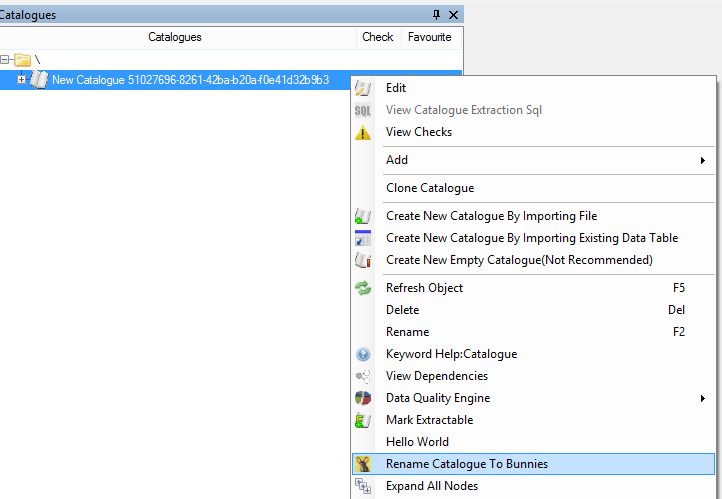 Catalogues
Catalogues Check Favourite
\
New Catalogue 51027696-8261-42ba-b20a-f0e41d32b9b3
Edit
SQL View Catalogue Extraction Sql
View Checks
Add
Clone Catalogue
Create New Catalogue By Importing File
Create New Catalogue By Importing Existing Data Table
Create New Empty Catalogue(Not Recommended)
Refresh Object F5
Delete Del
Rename F2
Keyword Help:Catalogue
View Dependencies
Data Quality Engine
Mark Extractable
Hello World
Rename Catalogue To Bunnies
Expand All Nodes